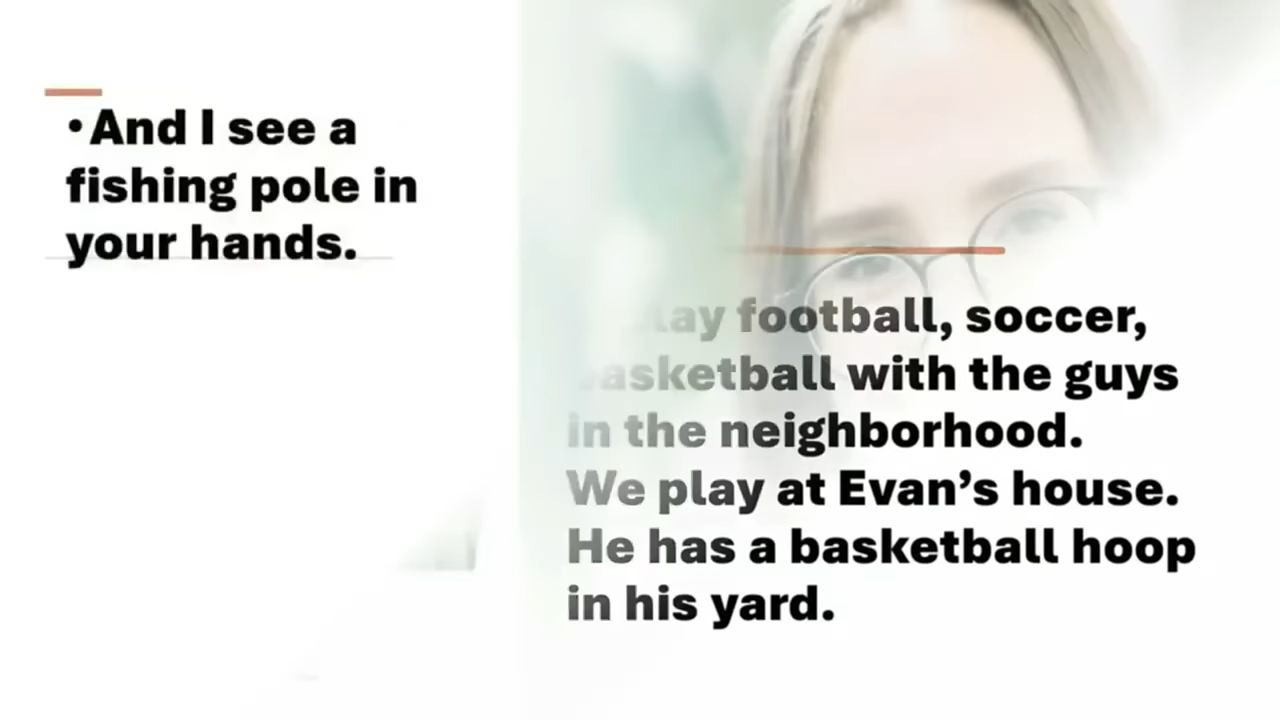 •And I see a
fishing pole in
your hands.
football, soccer,
basketball with the guys
in the neighborhood.
We play at Evan’s house.
He has a basketball hoop
in his yard.